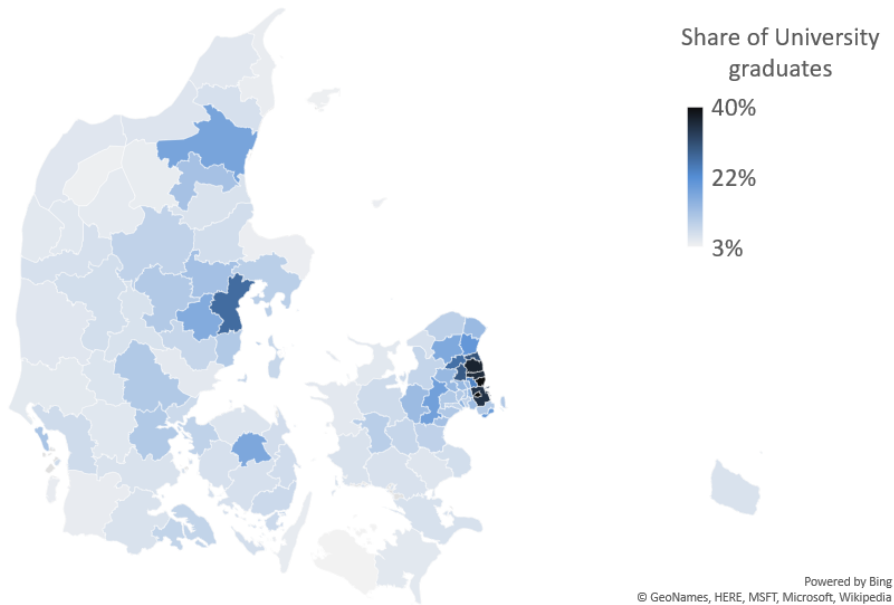 Share of University
graduates
40%
22%
3%
Powered by Bing
© GeoNames, HERE, MSFT, Microsoft, Wikipedia